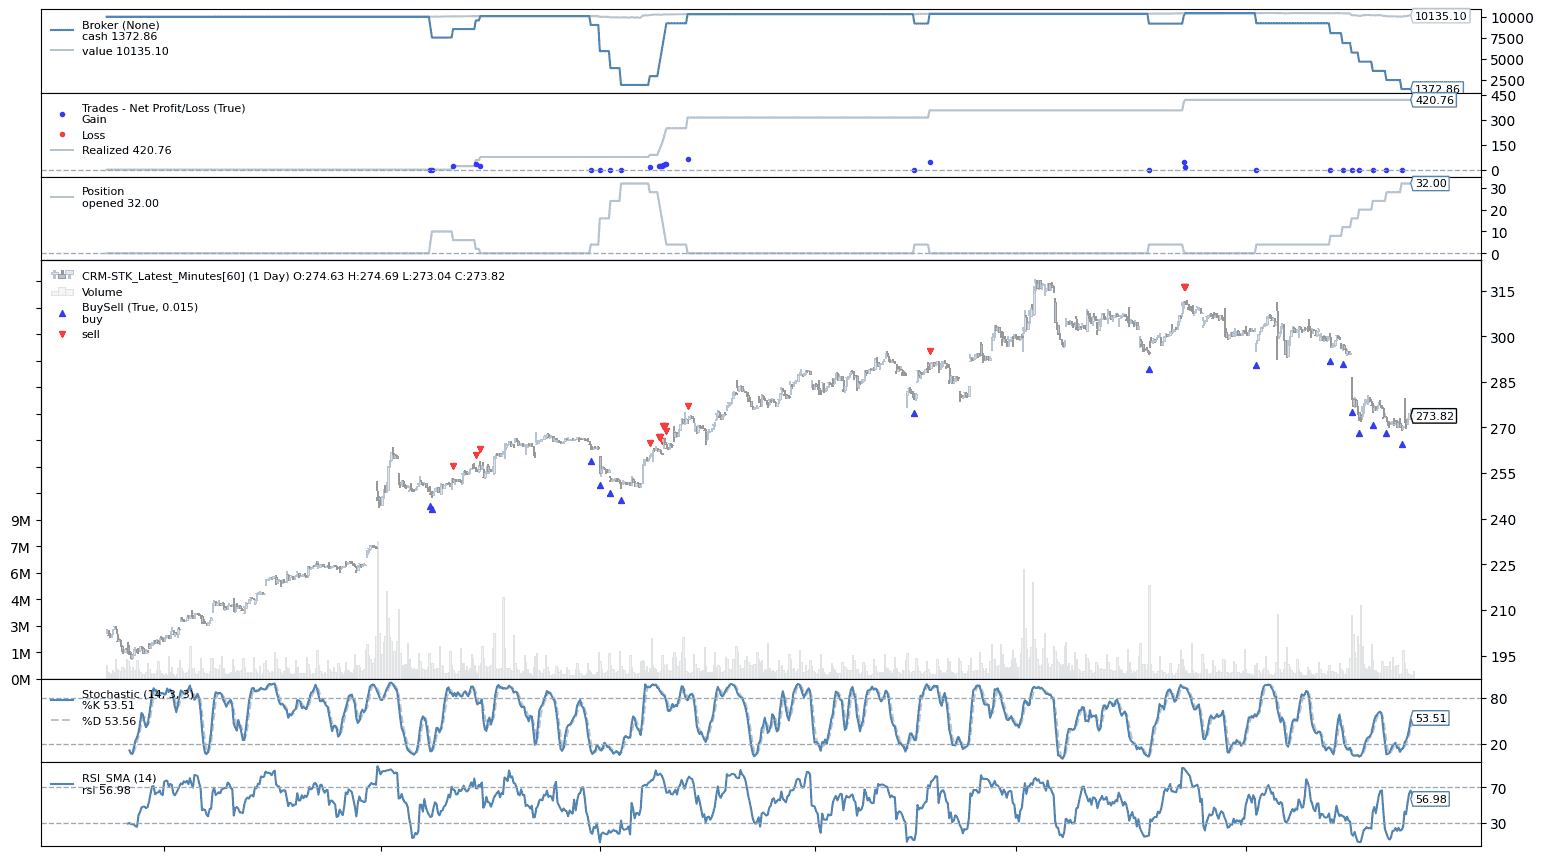 Broker (None)
cash 1372.86
value 10135.10
10135.10
10000
7500
5000
2500
1372.86
Trades - Net Profit/Loss (True)
Gain
Loss
Realized 420.76
450
420.76
300
150
0
Position
opened 32.00
32.00
30
20
10
0
CRM-STK_Latest_Minutes[60] (1 Day) O:274.63 H:274.69 L:273.04 C:273.82
Volume
BuySell (True, 0.015)
buy
sell
315
300
285
273.82
270
255
240
225
210
195
9M
7M
6M
4M
3M
1M
0M
Stochastic (14, 3, 3)
%K 53.51
%D 53.56
80
53.51
20
RSI_SMA (14)
rsi 56.98
70
56.98
30